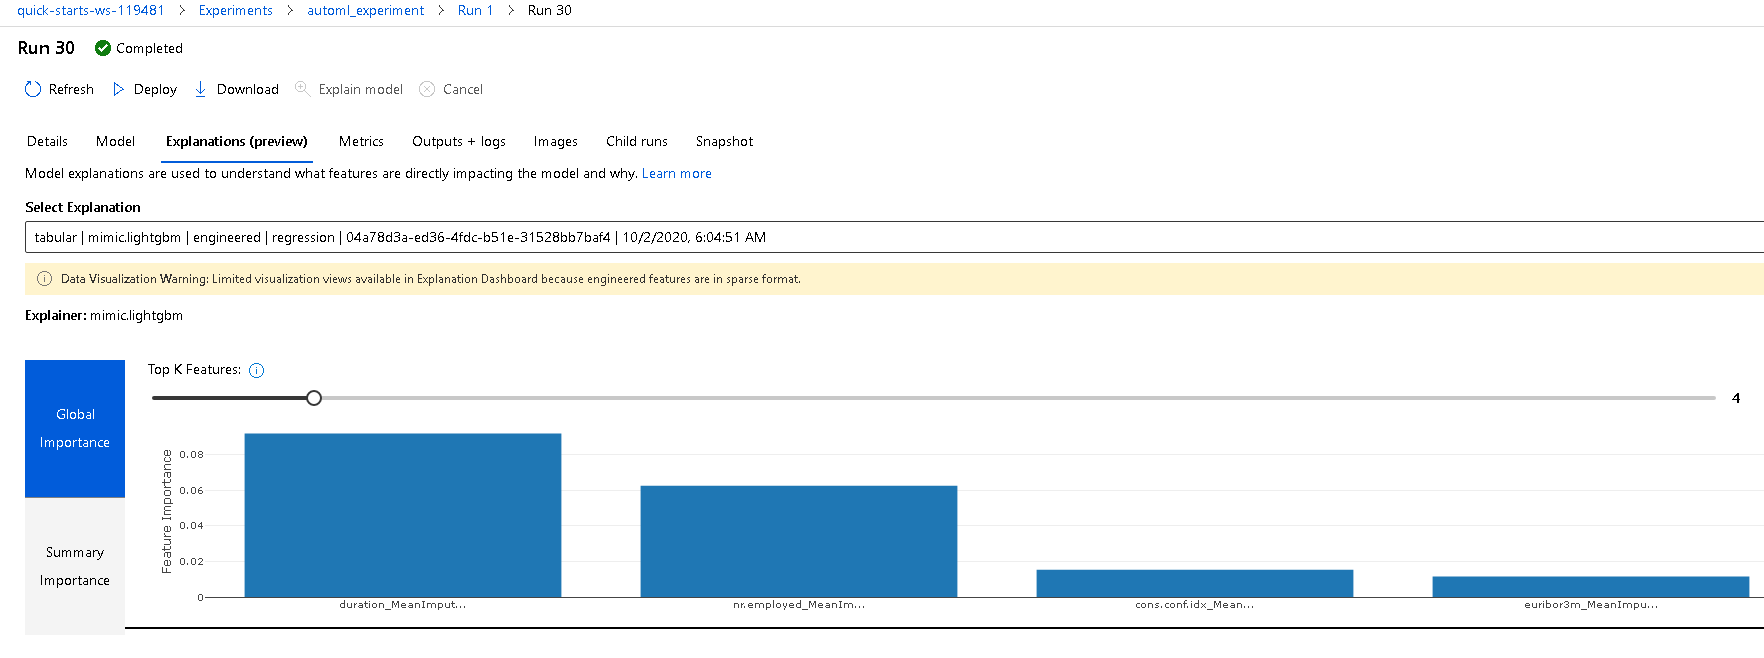 quick-starts-ws-119481 > Experiments > automl_experiment > Run 1 > Run 30
Run 30 Completed
Refresh Deploy Download Explain model Cancel
Details Model Explanations (preview) Metrics Outputs + logs Images Child runs Snapshot
Model explanations are used to understand what features are directly impacting the model and why. Learn more
Select Explanation
tabular | mimic.lightgbm | engineered | regression | 04a78d3a-ed36-4fdc-b51e-31528bb7baf4 | 10/2/2020, 6:04:51 AM
Data Visualization Warning: Limited visualization views available in Explanation Dashboard because engineered features are in sparse format.
Explainer: mimic.lightgbm
Global
Importance
Summary
Importance
Top K Features:
4
Feature Importance
0.08
0.06
0.04
0.02
0
duration_MeanImput... nr.employed_MeanIm... cons.conf.idx_Mean... euribor3m_MeanImpu...